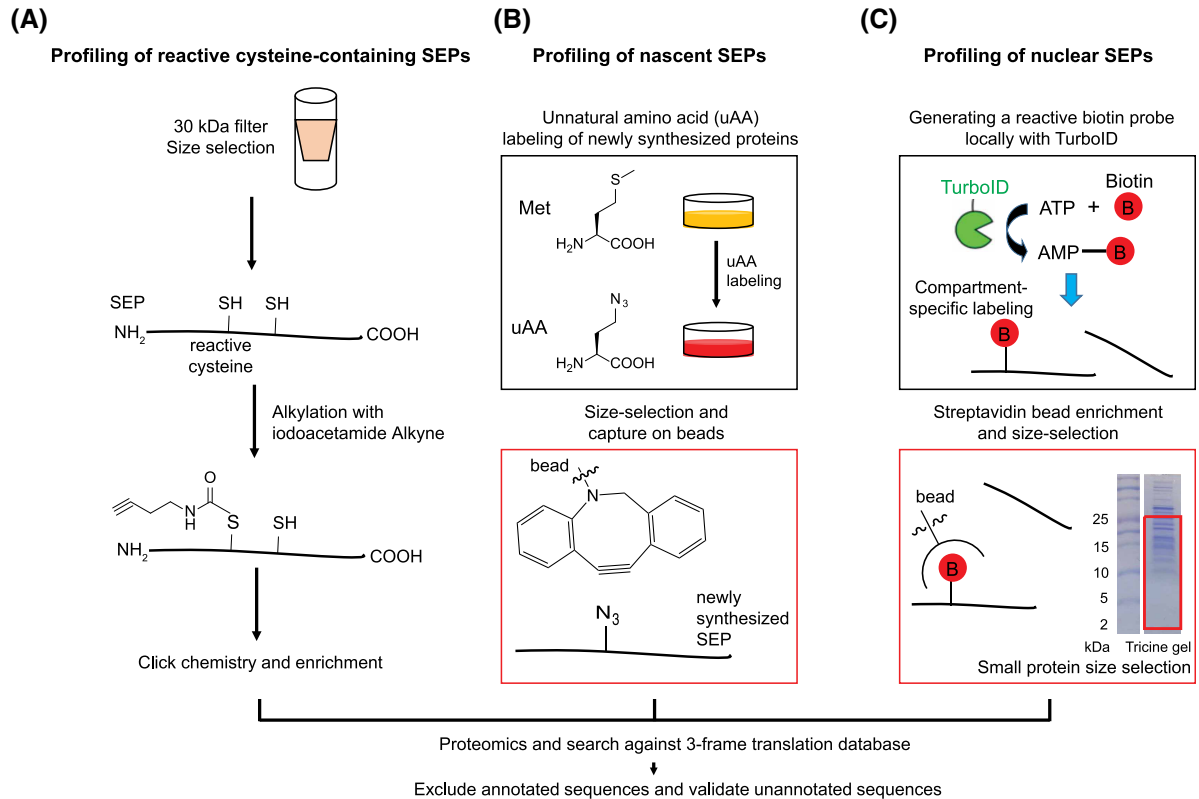 (A)
Profiling of reactive cysteine-containing SEPs
30 kDa filter
Size selection
SEP
SH
SH
NH2
COOH
reactive
cysteine
Alkylation with
iodoacetamide Alkyne
O
N
H
S
SH
NH2
COOH
Click chemistry and enrichment
(B)
Profiling of nascent SEPs
Unnatural amino acid (uAA)
labeling of newly synthesized proteins
Met
S
H2N
COOH
uAA
labeling
uAA
N3
H2N
COOH
Size-selection and
capture on beads
bead
N
N3
newly
synthesized
SEP
(C)
Profiling of nuclear SEPs
Generating a reactive biotin probe
locally with TurboID
TurboID
Biotin
ATP + B
AMP B
Compartment-
specific labeling
B
Streptavidin bead enrichment
and size-selection
bead
B
25
15
10
5
2
kDa
Tricine gel
Small protein size selection
Proteomics and search against 3-frame translation database
Exclude annotated sequences and validate unannotated sequences